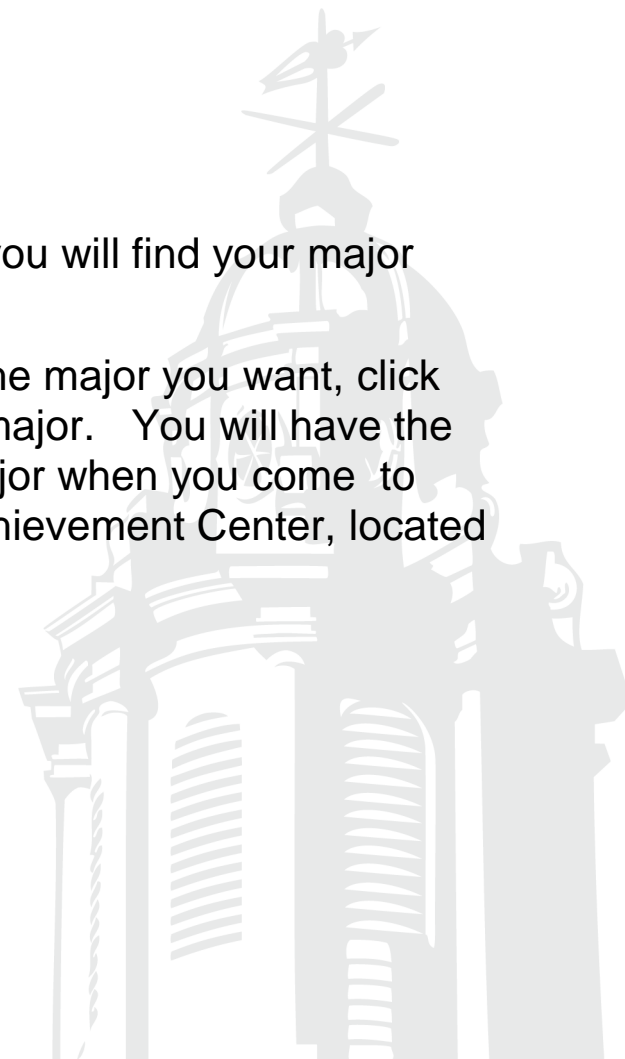 you will find your major
he major you want, click
major. You will have the
jor when you come to
hievement Center, located